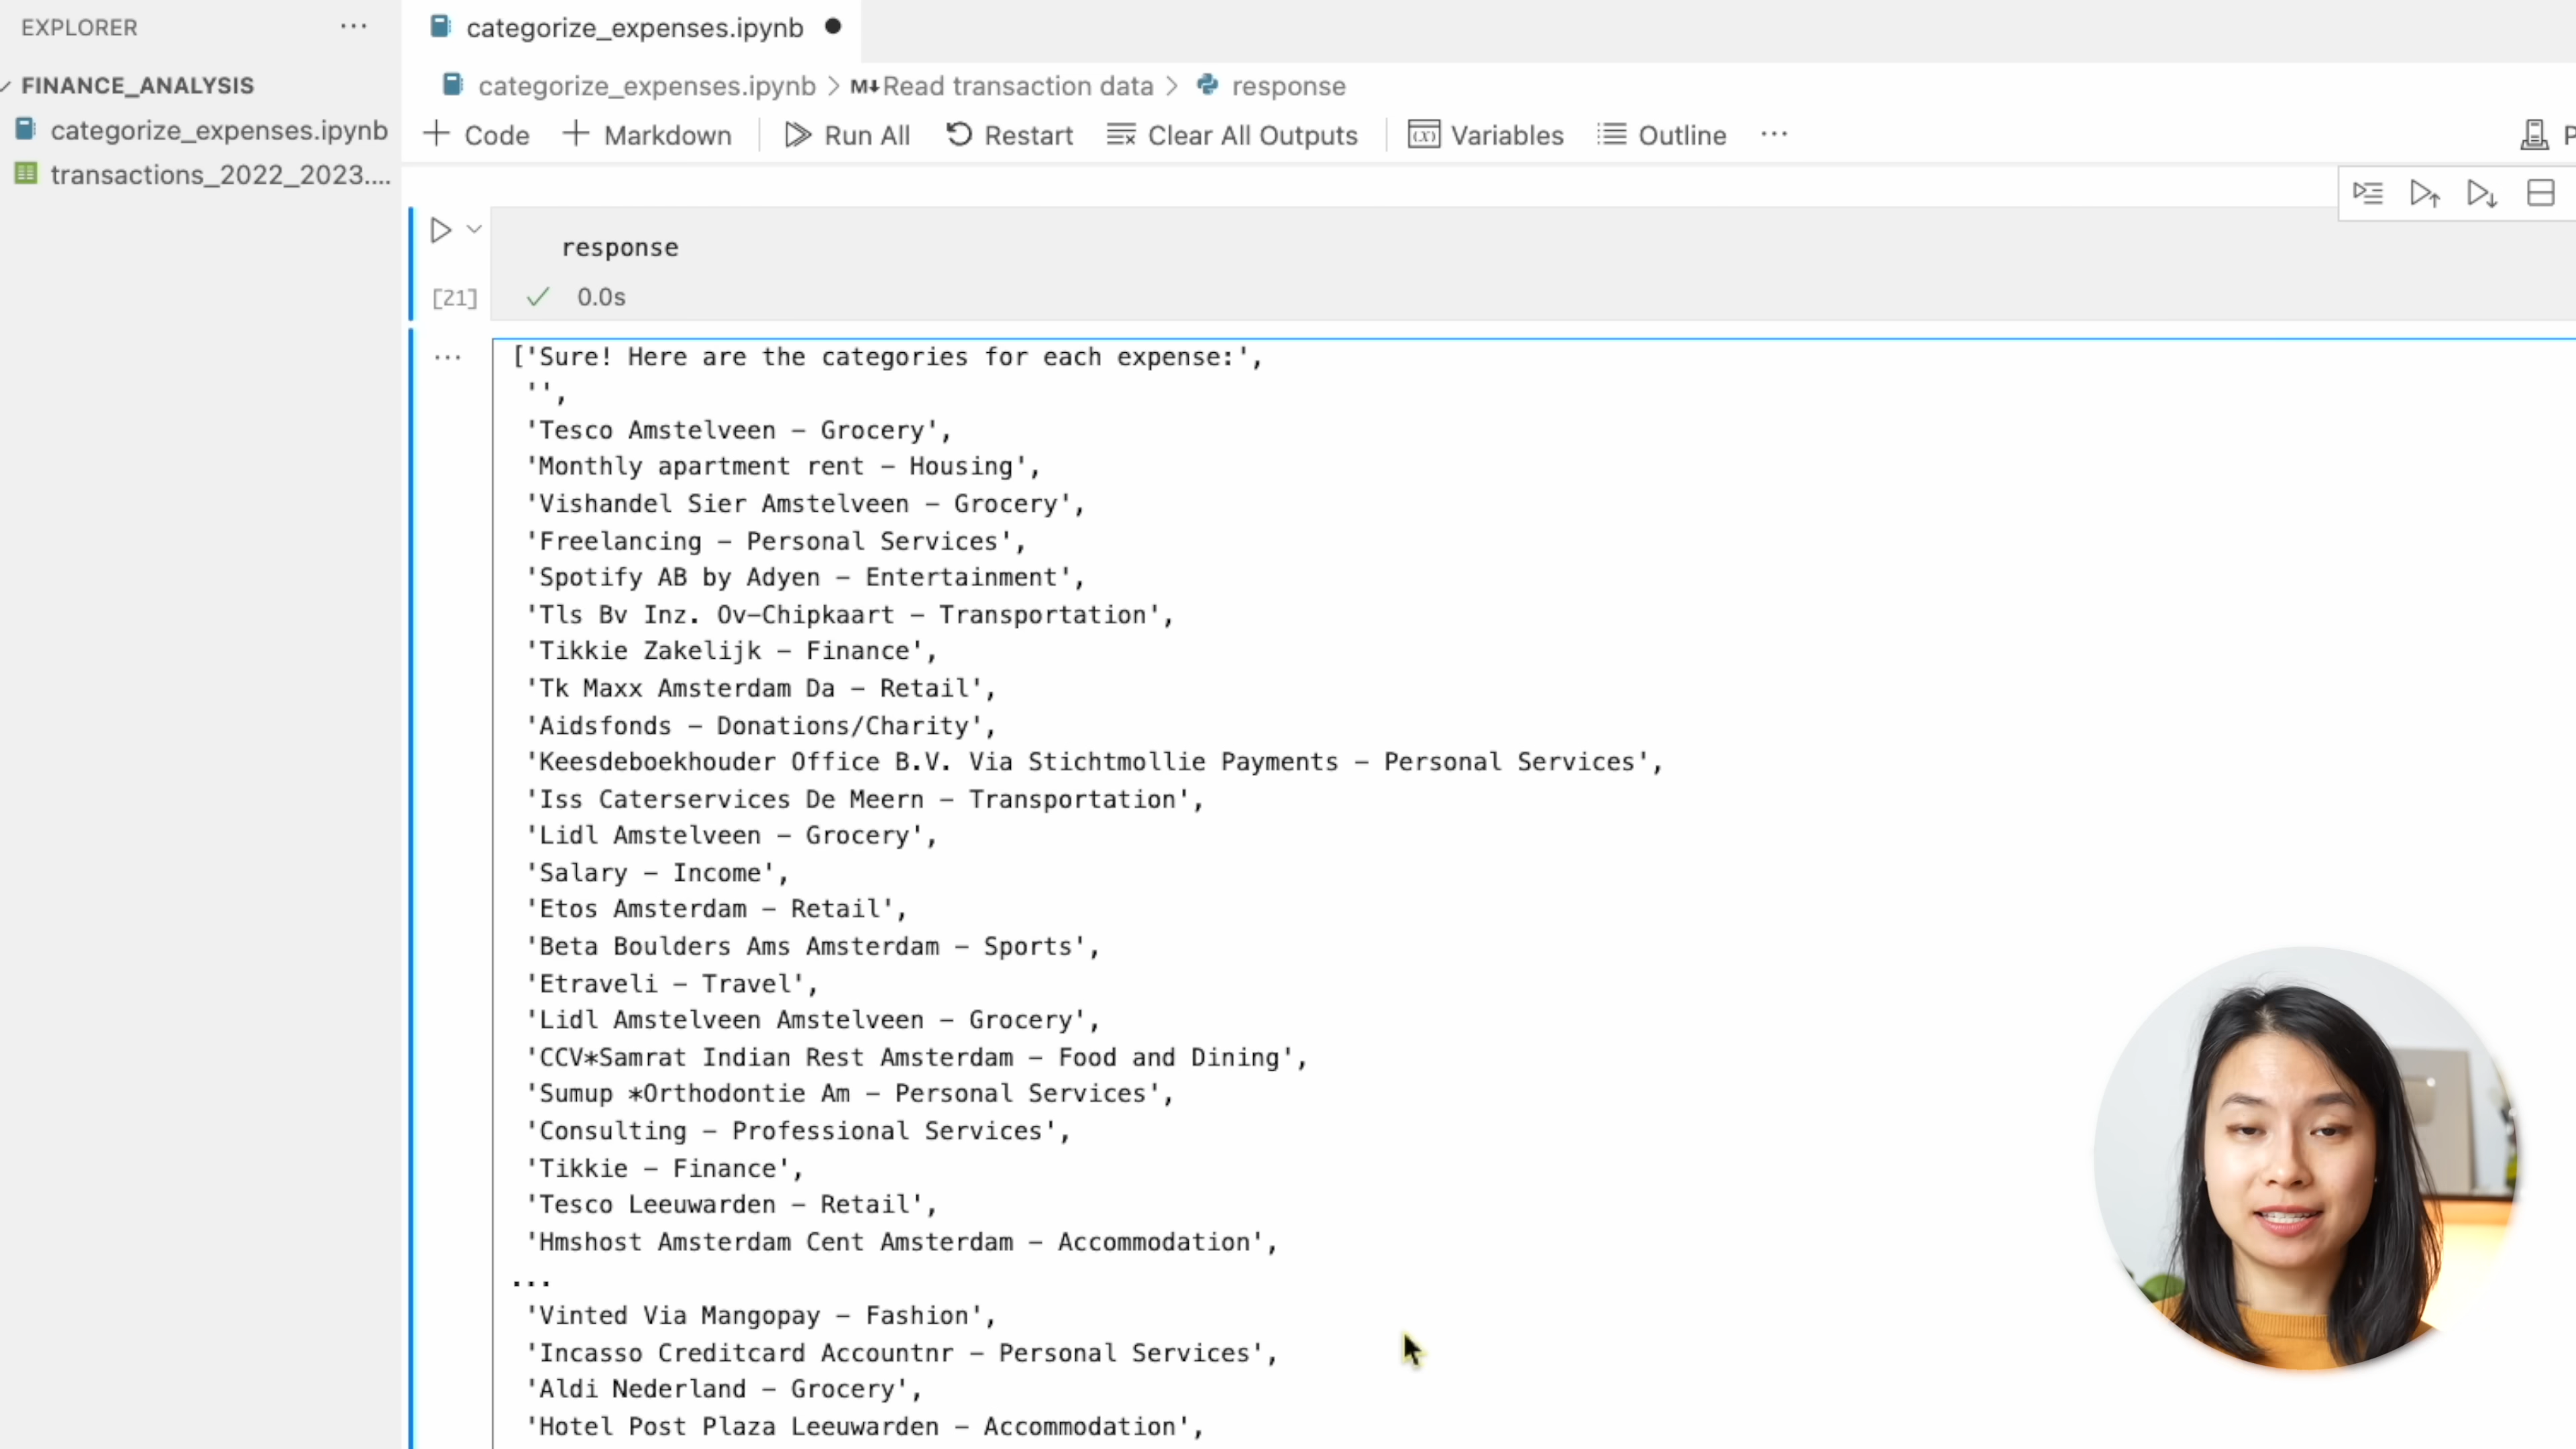 EXPLORER ...
categorize_expenses.ipynb
FINANCE_ANALYSIS
categorize_expenses.ipynb > Read transaction data > response
categorize_expenses.ipynb
+ Code + Markdown Run All Restart Clear All Outputs Variables Outline ...
transactions_2022_2023....
response
[21] 0.0s
['Sure! Here are the categories for each expense:',
'',
'Tesco Amstelveen – Grocery',
'Monthly apartment rent – Housing',
'Vishandel Sier Amstelveen – Grocery',
'Freelancing – Personal Services',
'Spotify AB by Adyen – Entertainment',
'Tls Bv Inz. Ov-Chipkaart – Transportation',
'Tikkie Zakelijk – Finance',
'Tk Maxx Amsterdam Da – Retail',
'Aidsfonds – Donations/Charity',
'Keesdeboekhouder Office B.V. Via Stichtmollie Payments – Personal Services',
'Iss Caterservices De Meern – Transportation',
'Lidl Amstelveen – Grocery',
'Salary – Income',
'Etos Amsterdam – Retail',
'Beta Boulders Ams Amsterdam – Sports',
'Etraveli – Travel',
'Lidl Amstelveen Amstelveen – Grocery',
'CCV*Samrat Indian Rest Amsterdam – Food and Dining',
'Sumup *Orthodontie Am – Personal Services',
'Consulting – Professional Services',
'Tikkie – Finance',
'Tesco Leeuwarden – Retail',
'Hmshost Amsterdam Cent Amsterdam – Accommodation',
...
'Vinted Via Mangopay – Fashion',
'Incasso Creditcard Accountnr – Personal Services',
'Aldi Nederland – Grocery',
'Hotel Post Plaza Leeuwarden – Accommodation',